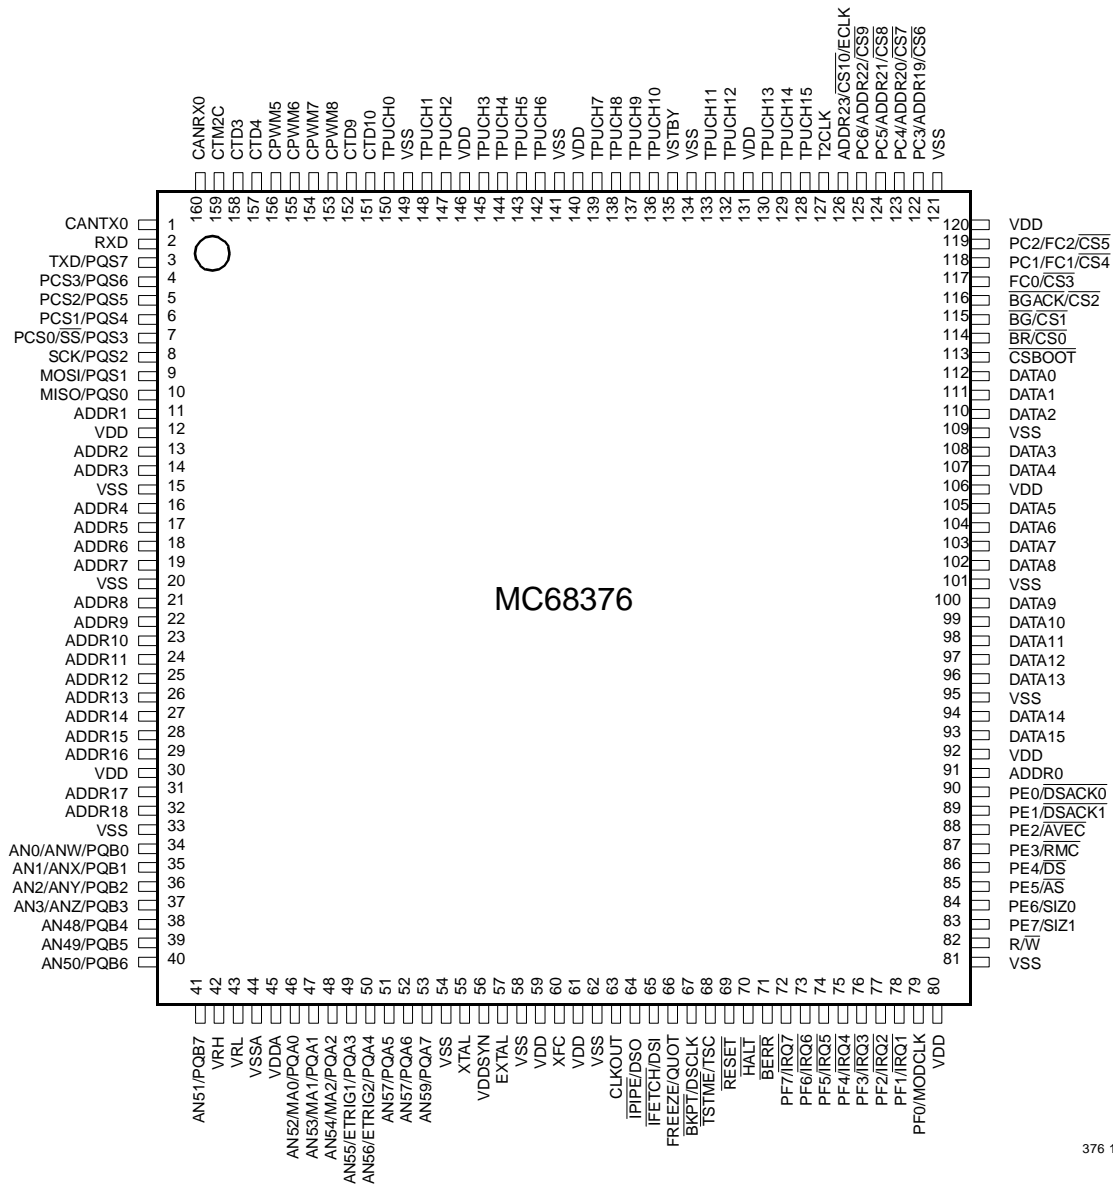 CANRX0
CTM2C
CTD3
CTD4
CPWM5
CPWM6
CPWM7
CPWM8
CTD9
CTD10
TPUCH0
VSS
TPUCH1
TPUCH2
VDD
TPUCH3
TPUCH4
TPUCH5
TPUCH6
VSS
VDD
TPUCH7
TPUCH8
TPUCH9
TPUCH10
VSTBY
VSS
TPUCH11
TPUCH12
VDD
TPUCH13
TPUCH14
TPUCH15
T2CLK
ADDR23/CS10/ECLK
PC6/ADDR22/CS9
PC5/ADDR21/CS8
PC4/ADDR20/CS7
PC3/ADDR19/CS6
VSS
160
159
158
157
156
155
154
153
152
151
150
149
148
147
146
145
144
143
142
141
140
139
138
137
136
135
134
133
132
131
130
129
128
127
126
125
124
123
122
121
CANTX0 1
RXD 2
TXD/PQS7 3
PCS3/PQS6 4
PCS2/PQS5 5
PCS1/PQS4 6
PCS0/SS/PQS3 7
SCK/PQS2 8
MOSI/PQS1 9
MISO/PQS0 10
ADDR1 11
VDD 12
ADDR2 13
ADDR3 14
VSS 15
ADDR4 16
ADDR5 17
ADDR6 18
ADDR7 19
VSS 20
ADDR8 21
ADDR9 22
ADDR10 23
ADDR11 24
ADDR12 25
ADDR13 26
ADDR14 27
ADDR15 28
ADDR16 29
VDD 30
ADDR17 31
ADDR18 32
VSS 33
AN0/ANW/PQB0 34
AN1/ANX/PQB1 35
AN2/ANY/PQB2 36
AN3/ANZ/PQB3 37
AN48/PQB4 38
AN49/PQB5 39
AN50/PQB6 40
MC68376
120 VDD
119 PC2/FC2/CS5
118 PC1/FC1/CS4
117 FC0/CS3
116 BGACK/CS2
115 BG/CS1
114 BR/CS0
113 CSBOOT
112 DATA0
111 DATA1
110 DATA2
109 VSS
108 DATA3
107 DATA4
106 VDD
105 DATA5
104 DATA6
103 DATA7
102 DATA8
101 VSS
100 DATA9
99 DATA10
98 DATA11
97 DATA12
96 DATA13
95 VSS
94 DATA14
93 DATA15
92 VDD
91 ADDR0
90 PE0/DSACK0
89 PE1/DSACK1
88 PE2/AVEC
87 PE3/RMC
86 PE4/DS
85 PE5/AS
84 PE6/SIZ0
83 PE7/SIZ1
82 R/W
81 VSS
41
42
43
44
45
46
47
48
49
50
51
52
53
54
55
56
57
58
59
60
61
62
63
64
65
66
67
68
69
70
71
72
73
74
75
76
77
78
79
80
AN51/PQB7
VRH
VRL
VSSA
VDDA
AN52/MA0/PQA0
AN53/MA1/PQA1
AN54/MA2/PQA2
AN55/ETRIG1/PQA3
AN56/ETRIG2/PQA4
AN57/PQA5
AN57/PQA6
AN59/PQA7
VSS
XTAL
VDDSYN
EXTAL
VSS
VDD
XFC
VDD
VSS
CLKOUT
IPIPE/DSO
IFETCH/DSI
FREEZE/QUOT
BKPT/DSCLK
TSTME/TSC
RESET
HALT
BERR
PF7/IRQ7
PF6/IRQ6
PF5/IRQ5
PF4/IRQ4
PF3/IRQ3
PF2/IRQ2
PF1/IRQ1
PF0/MODCLK
VDD
376 1